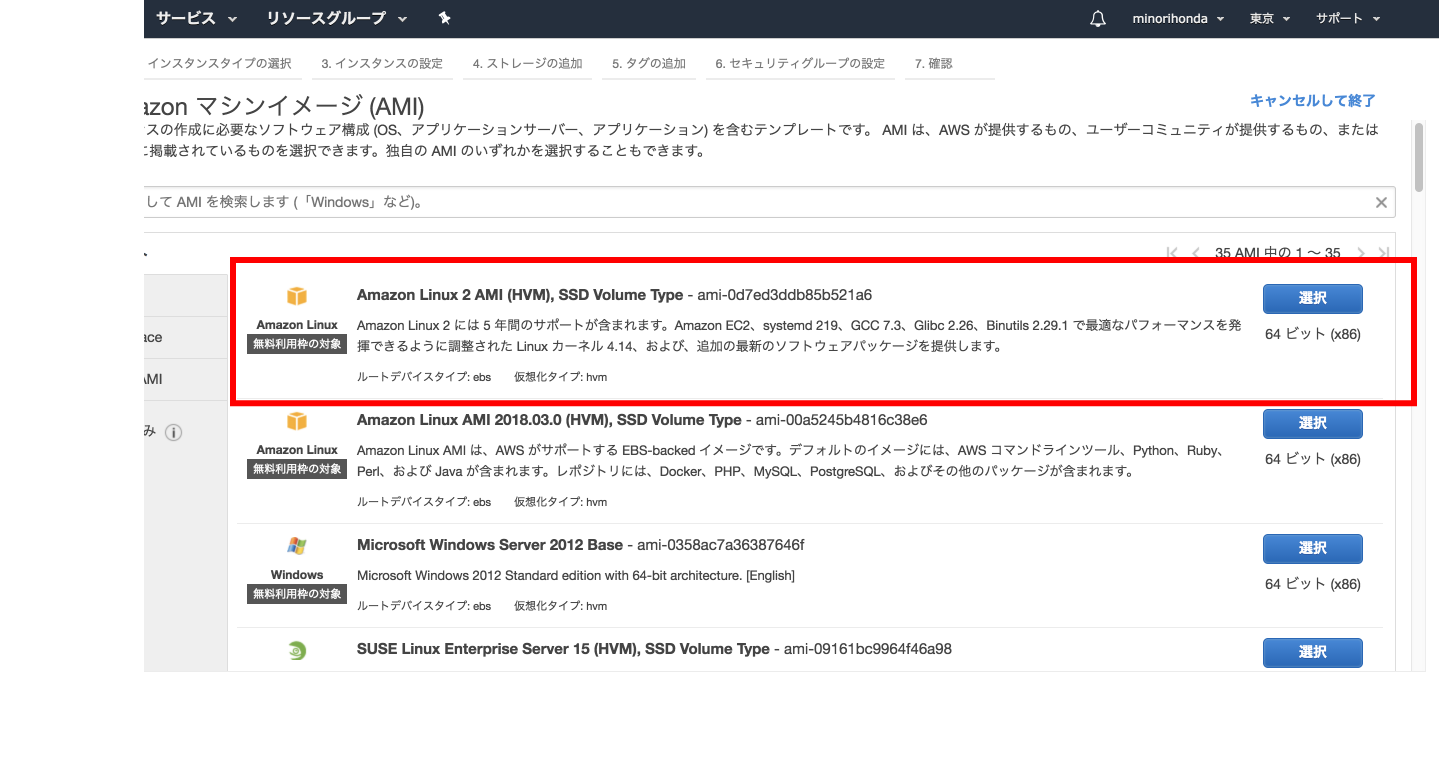 サービス リソースグループ minorihonda 東京 サポート
インスタンスタイプの選択 3. インスタンスの設定 4. ストレージの追加 5. タグの追加 6. セキュリティグループの設定 7. 確認
azon マシンイメージ (AMI) キャンセルして終了
スの作成に必要なソフトウェア構成 (OS、アプリケーションサーバー、アプリケーション) を含むテンプレートです。 AMI は、AWS が提供するもの、ユーザーコミュニティが提供するもの、または
に掲載されているものを選択できます。独自の AMI のいずれかを選択することもできます。
して AMI を検索します (「Windows」など)。
35 AMI 中の 1 〜 35
ace
AMI
み
Amazon Linux 2 AMI (HVM), SSD Volume Type - ami-0d7ed3ddb85b521a6 選択
Amazon Linux
無料利用枠の対象
Amazon Linux 2 には 5 年間のサポートが含まれます。Amazon EC2、systemd 219、GCC 7.3、Glibc 2.26、Binutils 2.29.1 で最適なパフォーマンスを発
揮できるように調整された Linux カーネル 4.14、および、追加の最新のソフトウェアパッケージを提供します。
64 ビット (x86)
ルートデバイスタイプ: ebs 仮想化タイプ: hvm
Amazon Linux AMI 2018.03.0 (HVM), SSD Volume Type - ami-00a5245b4816c38e6 選択
Amazon Linux
無料利用枠の対象
Amazon Linux AMI は、AWS がサポートする EBS-backed イメージです。デフォルトのイメージには、AWS コマンドラインツール、Python、Ruby、
Perl、および Java が含まれます。レポジトリには、Docker、PHP、MySQL、PostgreSQL、およびその他のパッケージが含まれます。
64 ビット (x86)
ルートデバイスタイプ: ebs 仮想化タイプ: hvm
Microsoft Windows Server 2012 Base - ami-0358ac7a36387646f 選択
Windows
無料利用枠の対象
Microsoft Windows 2012 Standard edition with 64-bit architecture. [English]
64 ビット (x86)
ルートデバイスタイプ: ebs 仮想化タイプ: hvm
SUSE Linux Enterprise Server 15 (HVM), SSD Volume Type - ami-09161bc9964f46a98 選択